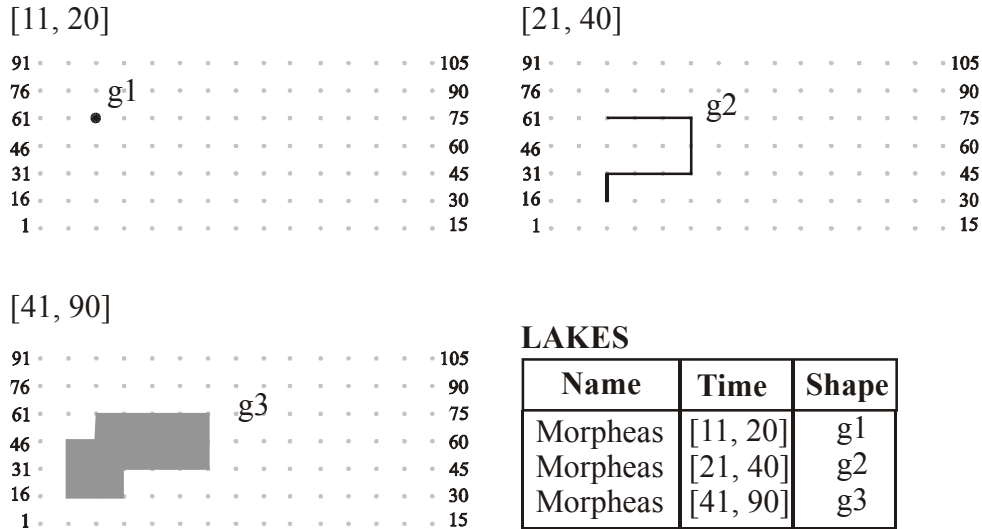 [11, 20]
91 105
76 g1 90
61 75
46 60
31 45
16 30
1 15
[21, 40]
91 105
76 90
61 g2 75
46 60
31 45
16 30
1 15
[41, 90]
91 105
76 90
61 g3 75
46 60
31 45
16 30
1 15
LAKES
Name Time Shape
Morpheas [11, 20] g1
Morpheas [21, 40] g2
Morpheas [41, 90] g3